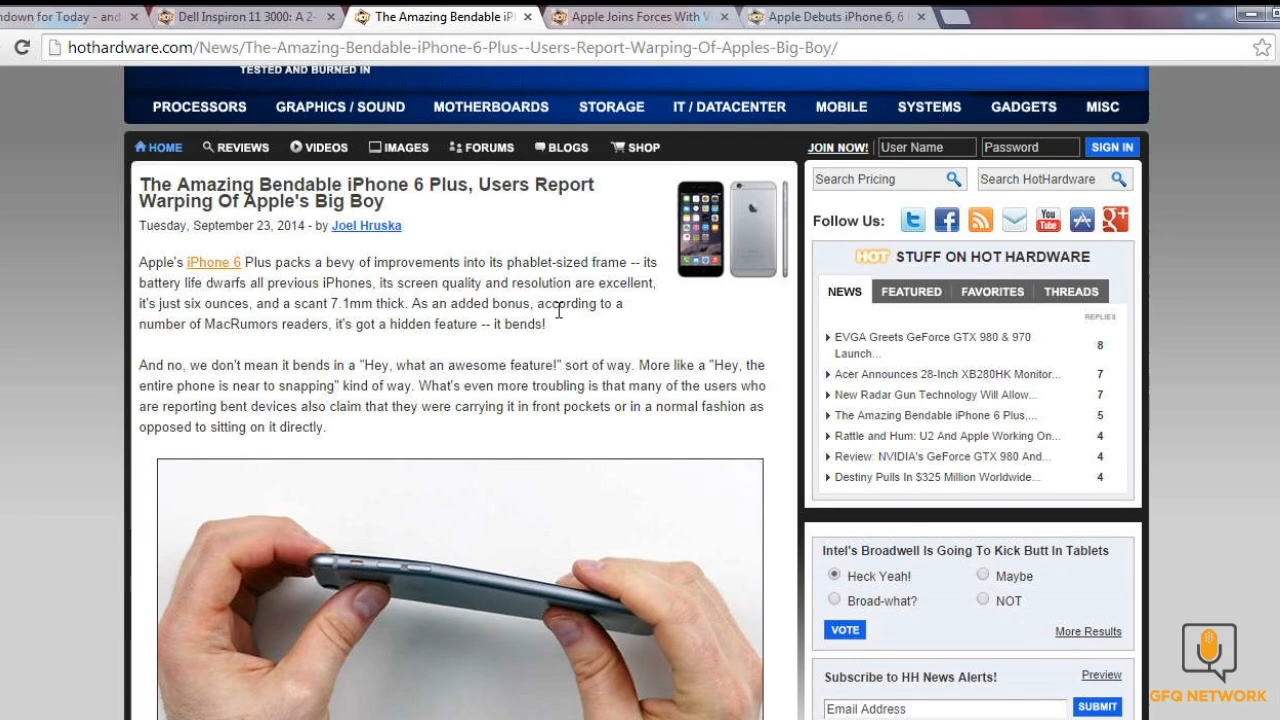 ndown for Today - and
Dell Inspiron 11 3000: A 2-
The Amazing Bendable iPl
Apple Joins Forces With V
Apple Debuts iPhone 6, 6
hothardware.com/News/The-Amazing-Bendable-iPhone-6-Plus--Users-Report-Warping-Of-Apples-Big-Boy/
TESTED AND BURNED IN
PROCESSORS GRAPHICS / SOUND MOTHERBOARDS STORAGE IT / DATACENTER MOBILE SYSTEMS GADGETS MISC
HOME REVIEWS VIDEOS IMAGES FORUMS BLOGS SHOP JOIN NOW! User Name Password SIGN IN
The Amazing Bendable iPhone 6 Plus, Users Report
Warping Of Apple's Big Boy
Tuesday, September 23, 2014 - by Joel Hruska
Apple's iPhone 6 Plus packs a bevy of improvements into its phablet-sized frame -- its
battery life dwarfs all previous iPhones, its screen quality and resolution are excellent,
it's just six ounces, and a scant 7.1mm thick. As an added bonus, according to a
number of MacRumors readers, it's got a hidden feature -- it bends!
And no, we don't mean it bends in a "Hey, what an awesome feature!" sort of way. More like a "Hey, the
entire phone is near to snapping" kind of way. What's even more troubling is that many of the users who
are reporting bent devices also claim that they were carrying it in front pockets or in a normal fashion as
opposed to sitting on it directly.
Search Pricing Search HotHardware
Follow Us:
You
Tube
HOT STUFF ON HOT HARDWARE
NEWS FEATURED FAVORITES THREADS
REPLIES
EVGA Greets GeForce GTX 980 & 970
Launch... 8
Acer Announces 28-Inch XB280HK Monitor... 7
New Radar Gun Technology Will Allow... 7
The Amazing Bendable iPhone 6 Plus,... 5
Rattle and Hum: U2 And Apple Working On... 4
Review: NVIDIA's GeForce GTX 980 And... 4
Destiny Pulls In $325 Million Worldwide... 4
Intel's Broadwell Is Going To Kick Butt In Tablets
Heck Yeah! Maybe
Broad-what? NOT
VOTE More Results
Subscribe to HH News Alerts! Preview
Email Address SUBMIT
GFQ NETWORK